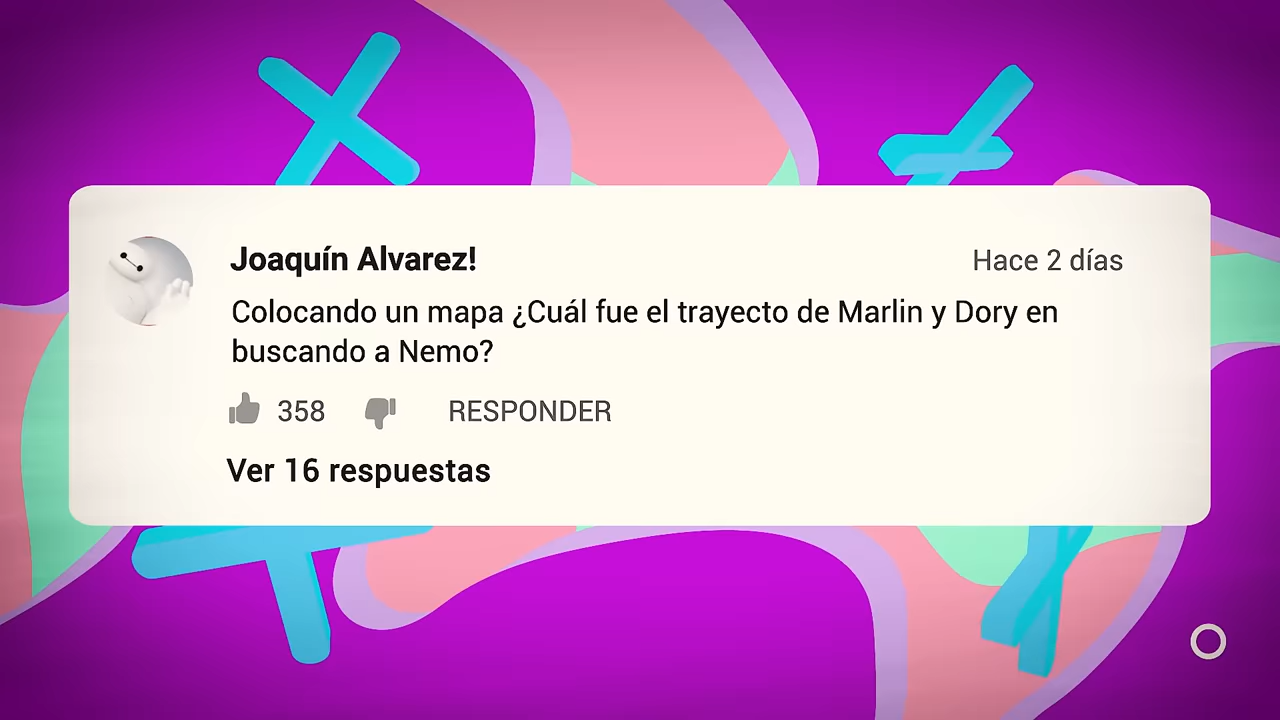 Joaquín Alvarez!
Hace 2 días
Colocando un mapa ¿Cuál fue el trayecto de Marlin y Dory en
buscando a Nemo?
358
RESPONDER
Ver 16 respuestas